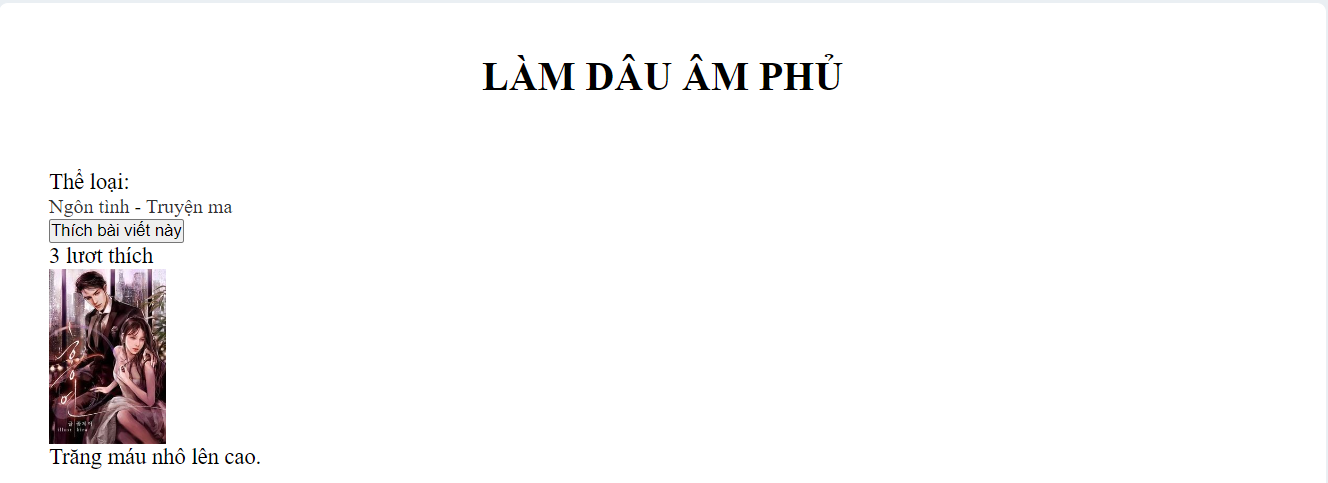 LÀM DÂU ÂM PHỦ
Thể loại:
Ngôn tình - Truyện ma
Thích bài viết này
3 lươt thích
Trăng máu nhô lên cao.